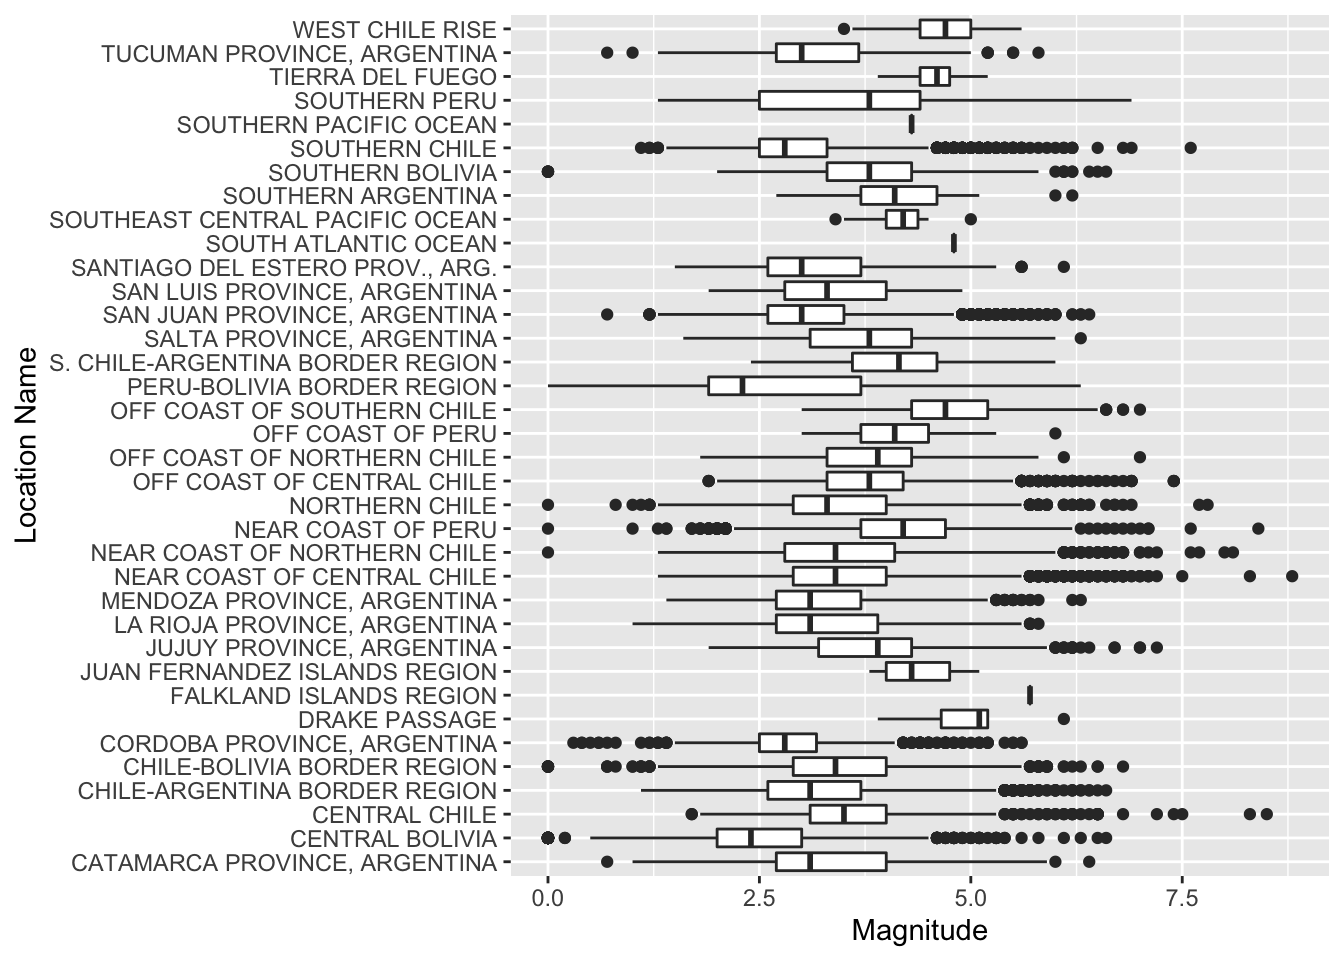 WEST CHILE RISE
TUCUMAN PROVINCE, ARGENTINA
TIERRA DEL FUEGO
SOUTHERN PERU
SOUTHERN PACIFIC OCEAN
SOUTHERN CHILE
SOUTHERN BOLIVIA
SOUTHERN ARGENTINA
SOUTHEAST CENTRAL PACIFIC OCEAN
SOUTH ATLANTIC OCEAN
SANTIAGO DEL ESTERO PROV., ARG.
SAN LUIS PROVINCE, ARGENTINA
SAN JUAN PROVINCE, ARGENTINA
SALTA PROVINCE, ARGENTINA
S. CHILE-ARGENTINA BORDER REGION
PERU-BOLIVIA BORDER REGION
OFF COAST OF SOUTHERN CHILE
OFF COAST OF PERU
OFF COAST OF NORTHERN CHILE
OFF COAST OF CENTRAL CHILE
NORTHERN CHILE
NEAR COAST OF PERU
NEAR COAST OF NORTHERN CHILE
NEAR COAST OF CENTRAL CHILE
MENDOZA PROVINCE, ARGENTINA
LA RIOJA PROVINCE, ARGENTINA
JUJUY PROVINCE, ARGENTINA
JUAN FERNANDEZ ISLANDS REGION
FALKLAND ISLANDS REGION
DRAKE PASSAGE
CORDOBA PROVINCE, ARGENTINA
CHILE-BOLIVIA BORDER REGION
CHILE-ARGENTINA BORDER REGION
CENTRAL CHILE
CENTRAL BOLIVIA
CATAMARCA PROVINCE, ARGENTINA
Location Name
0.0 2.5 5.0 7.5
Magnitude